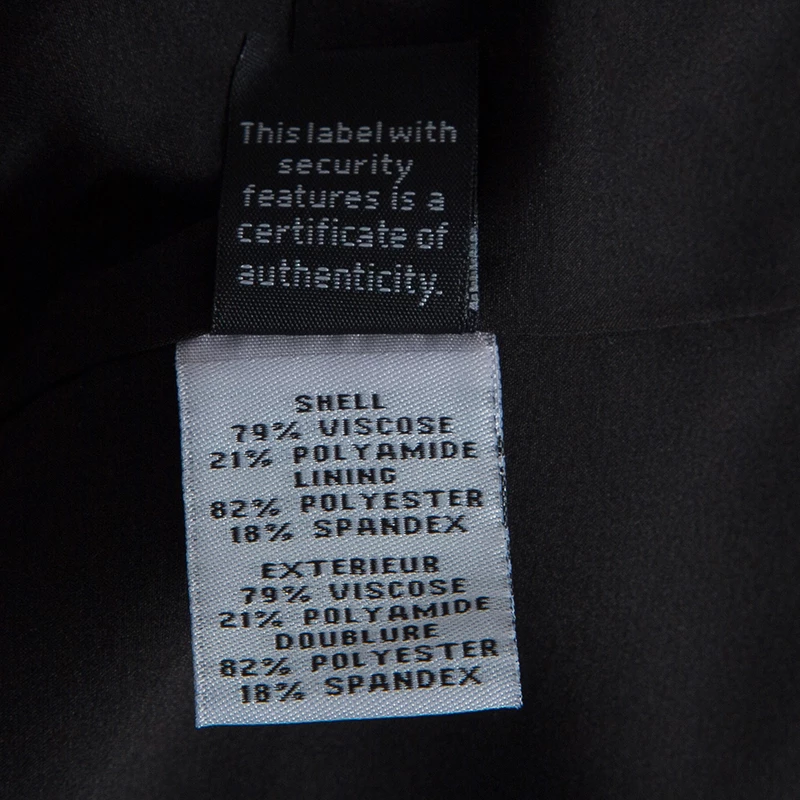 This label with
security
features is a
certificate of
authenticity.
SHELL
79% VISCOSE
21% POLYAMIDE
LINING
82% POLYESTER
18% SPANDEX
EXTERIEUR
79% VISCOSE
21% POLYAMIDE
DOUBLURE
82% POLYESTER
18% SPANDEX